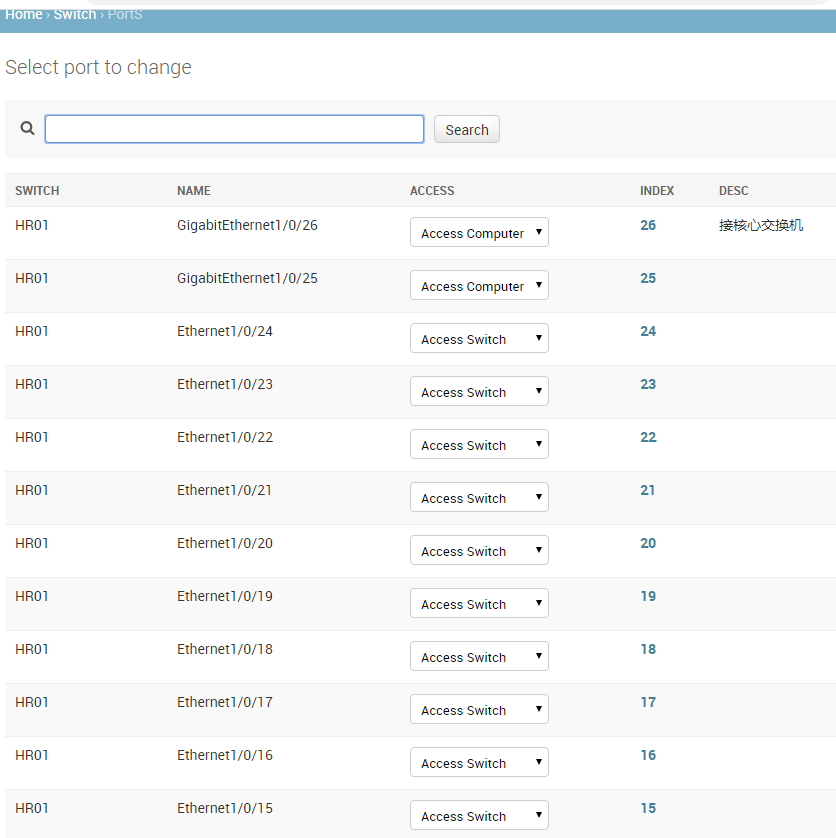 Home › Switch › PortS
Select port to change
Search
SWITCH NAME ACCESS INDEX DESC
HR01 GigabitEthernet1/0/26 Access Computer 26 接核心交换机
HR01 GigabitEthernet1/0/25 Access Computer 25
HR01 Ethernet1/0/24 Access Switch 24
HR01 Ethernet1/0/23 Access Switch 23
HR01 Ethernet1/0/22 Access Switch 22
HR01 Ethernet1/0/21 Access Switch 21
HR01 Ethernet1/0/20 Access Switch 20
HR01 Ethernet1/0/19 Access Switch 19
HR01 Ethernet1/0/18 Access Switch 18
HR01 Ethernet1/0/17 Access Switch 17
HR01 Ethernet1/0/16 Access Switch 16
HR01 Ethernet1/0/15 Access Switch 15